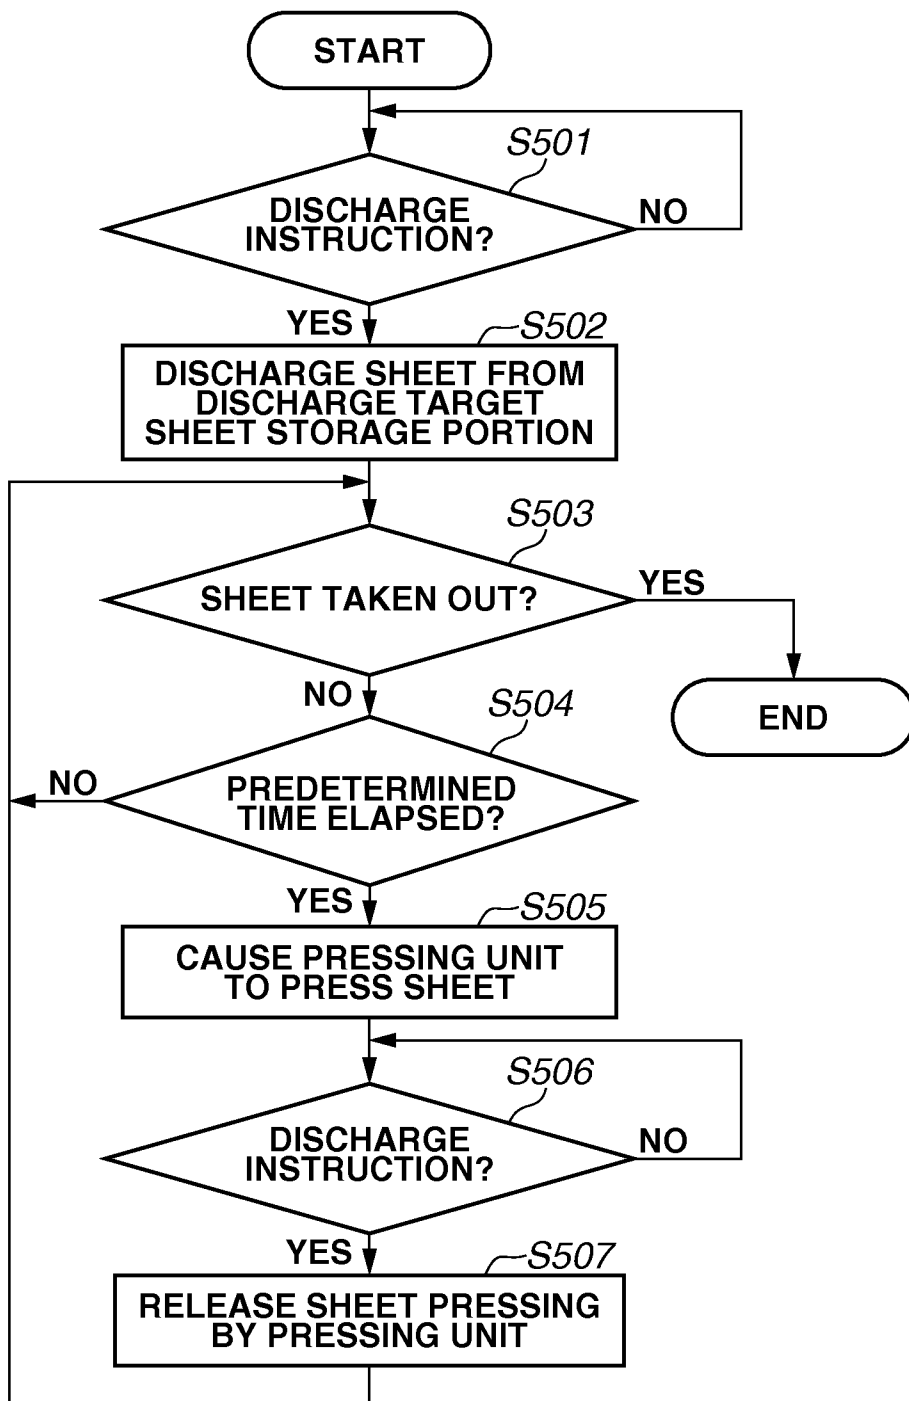 START
S501
DISCHARGE
INSTRUCTION?
NO
YES
S502
DISCHARGE SHEET FROM
DISCHARGE TARGET
SHEET STORAGE PORTION
S503
SHEET TAKEN OUT?
YES
NO
S504
END
PREDETERMINED
TIME ELAPSED?
NO
YES
S505
CAUSE PRESSING UNIT
TO PRESS SHEET
S506
DISCHARGE
INSTRUCTION?
NO
YES
S507
RELEASE SHEET PRESSING
BY PRESSING UNIT